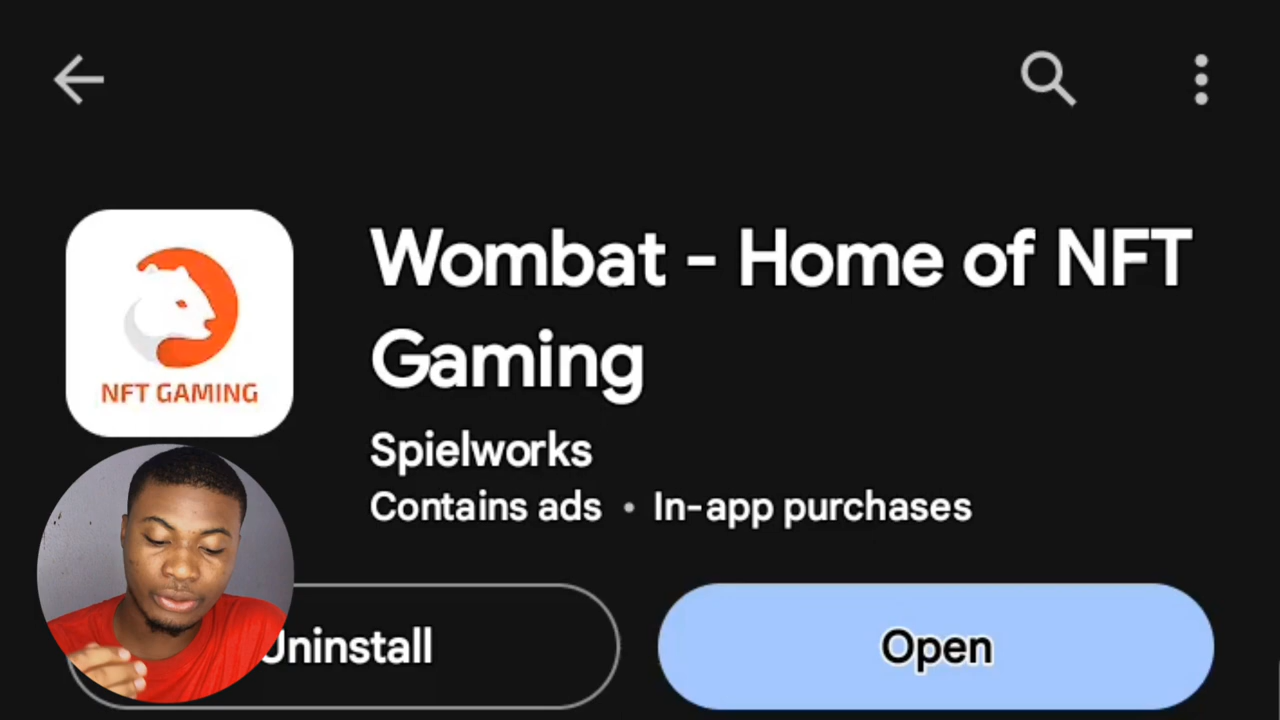 Wombat - Home of NFT
Gaming
NFT GAMING
Spielworks
Contains ads • In-app purchases
Uninstall
Open